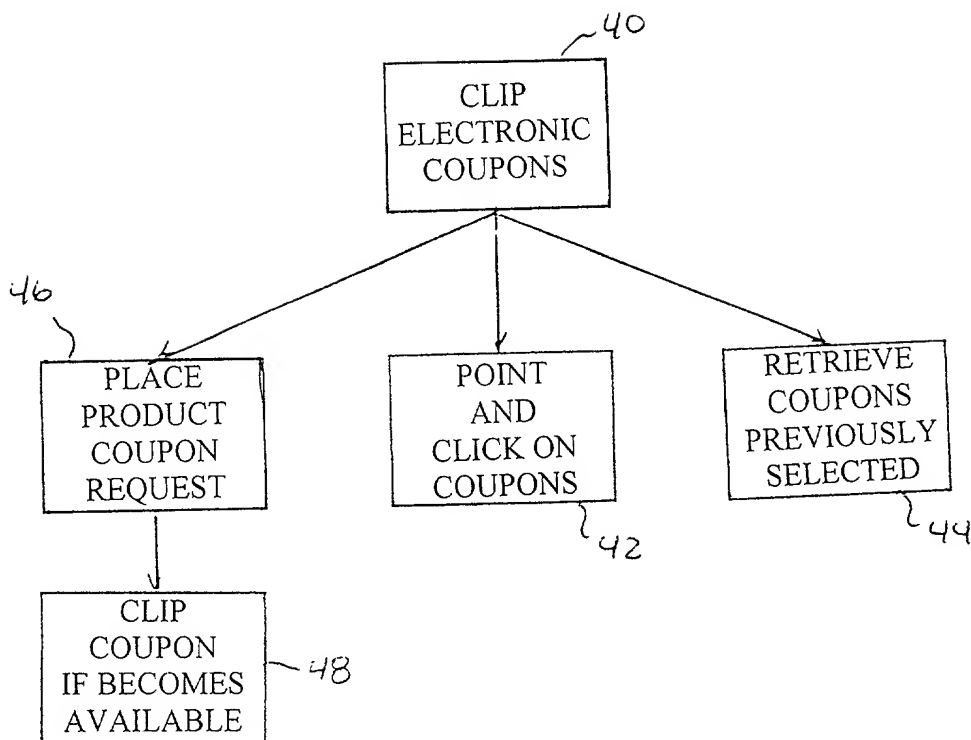 40
CLIP
ELECTRONIC
COUPONS
46
PLACE
PRODUCT
COUPON
REQUEST
POINT
AND
CLICK ON
COUPONS
42
RETRIEVE
COUPONS
PREVIOUSLY
SELECTED
44
CLIP
COUPON
IF BECOMES
AVAILABLE
48